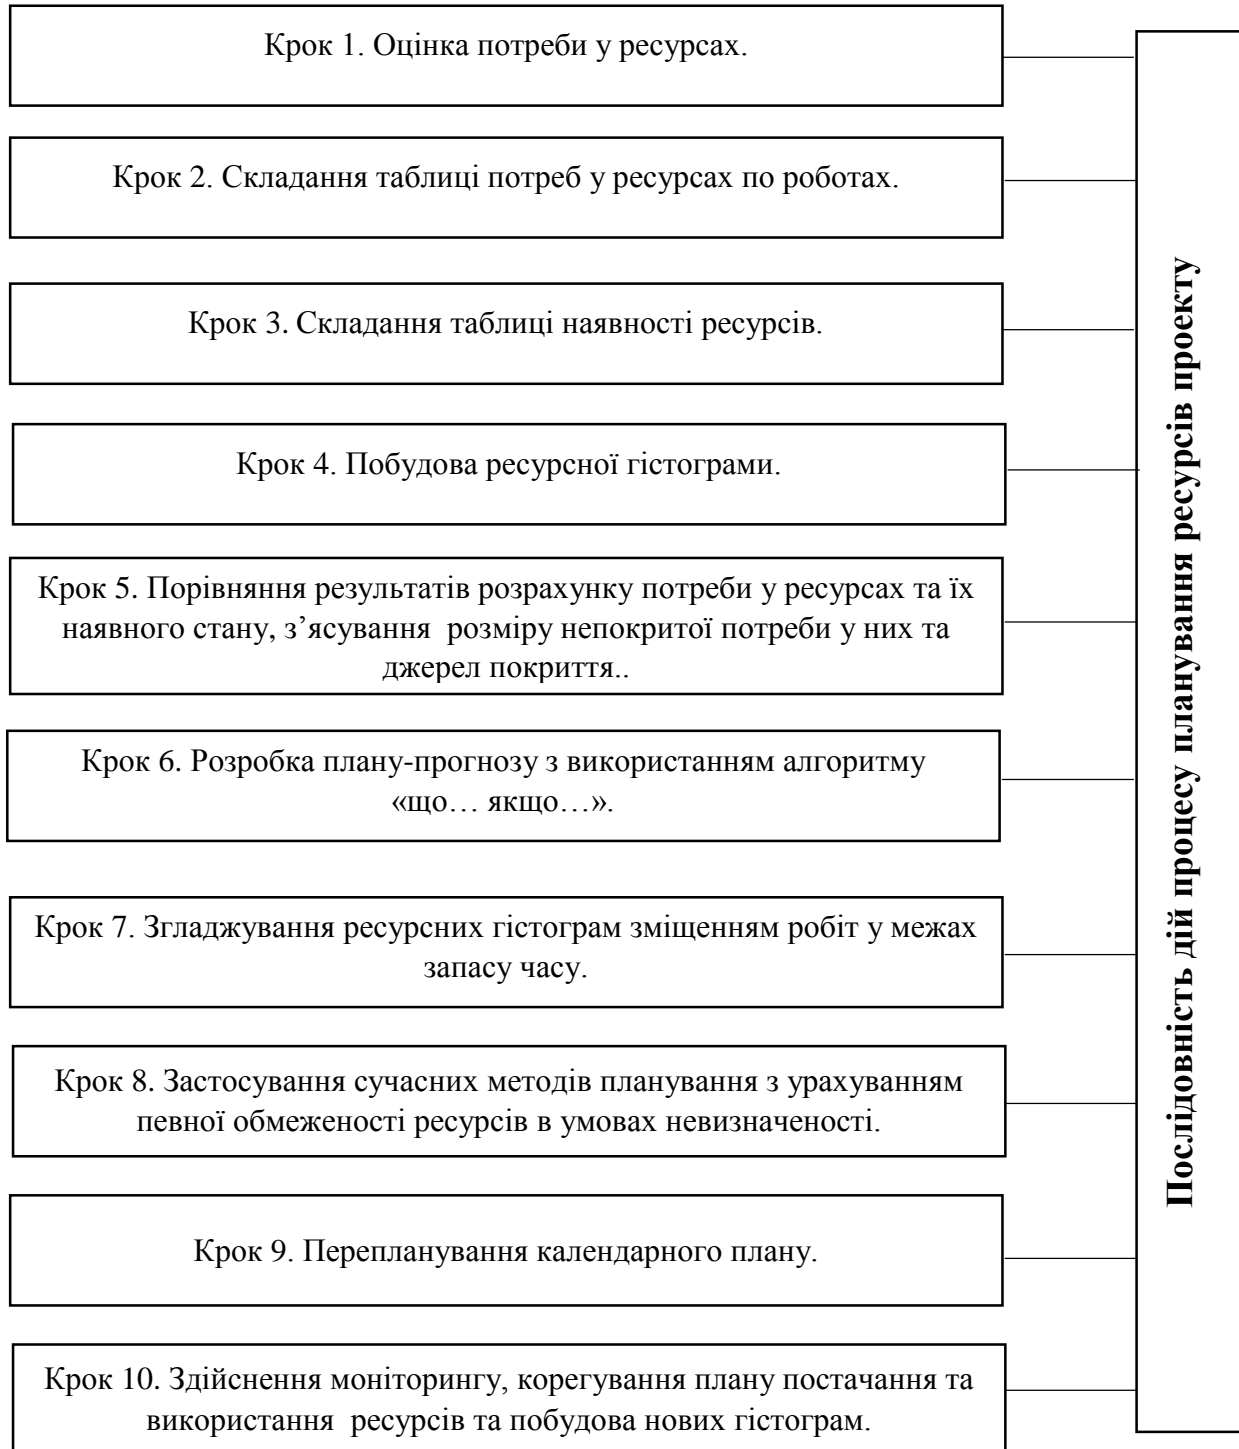 Крок 1. Оцінка потреби у ресурсах.
Крок 2. Складання таблиці потреб у ресурсах по роботах.
Крок 3. Складання таблиці наявності ресурсів.
Крок 4. Побудова ресурсної гістограми.
Крок 5. Порівняння результатів розрахунку потреби у ресурсах та їх
наявного стану, з’ясування  розміру непокритої потреби у них та
джерел покриття..
Крок 6. Розробка плану-прогнозу з використанням алгоритму
«що… якщо…».
Крок 7. Згладжування ресурсних гістограм зміщенням робіт у межах
запасу часу.
Крок 8. Застосування сучасних методів планування з урахуванням
певної обмеженості ресурсів в умовах невизначеності.
Крок 9. Перепланування календарного плану.
Крок 10. Здійснення моніторингу, корегування плану постачання та
використання  ресурсів та побудова нових гістограм.
Послідовність дій процесу планування ресурсів проекту